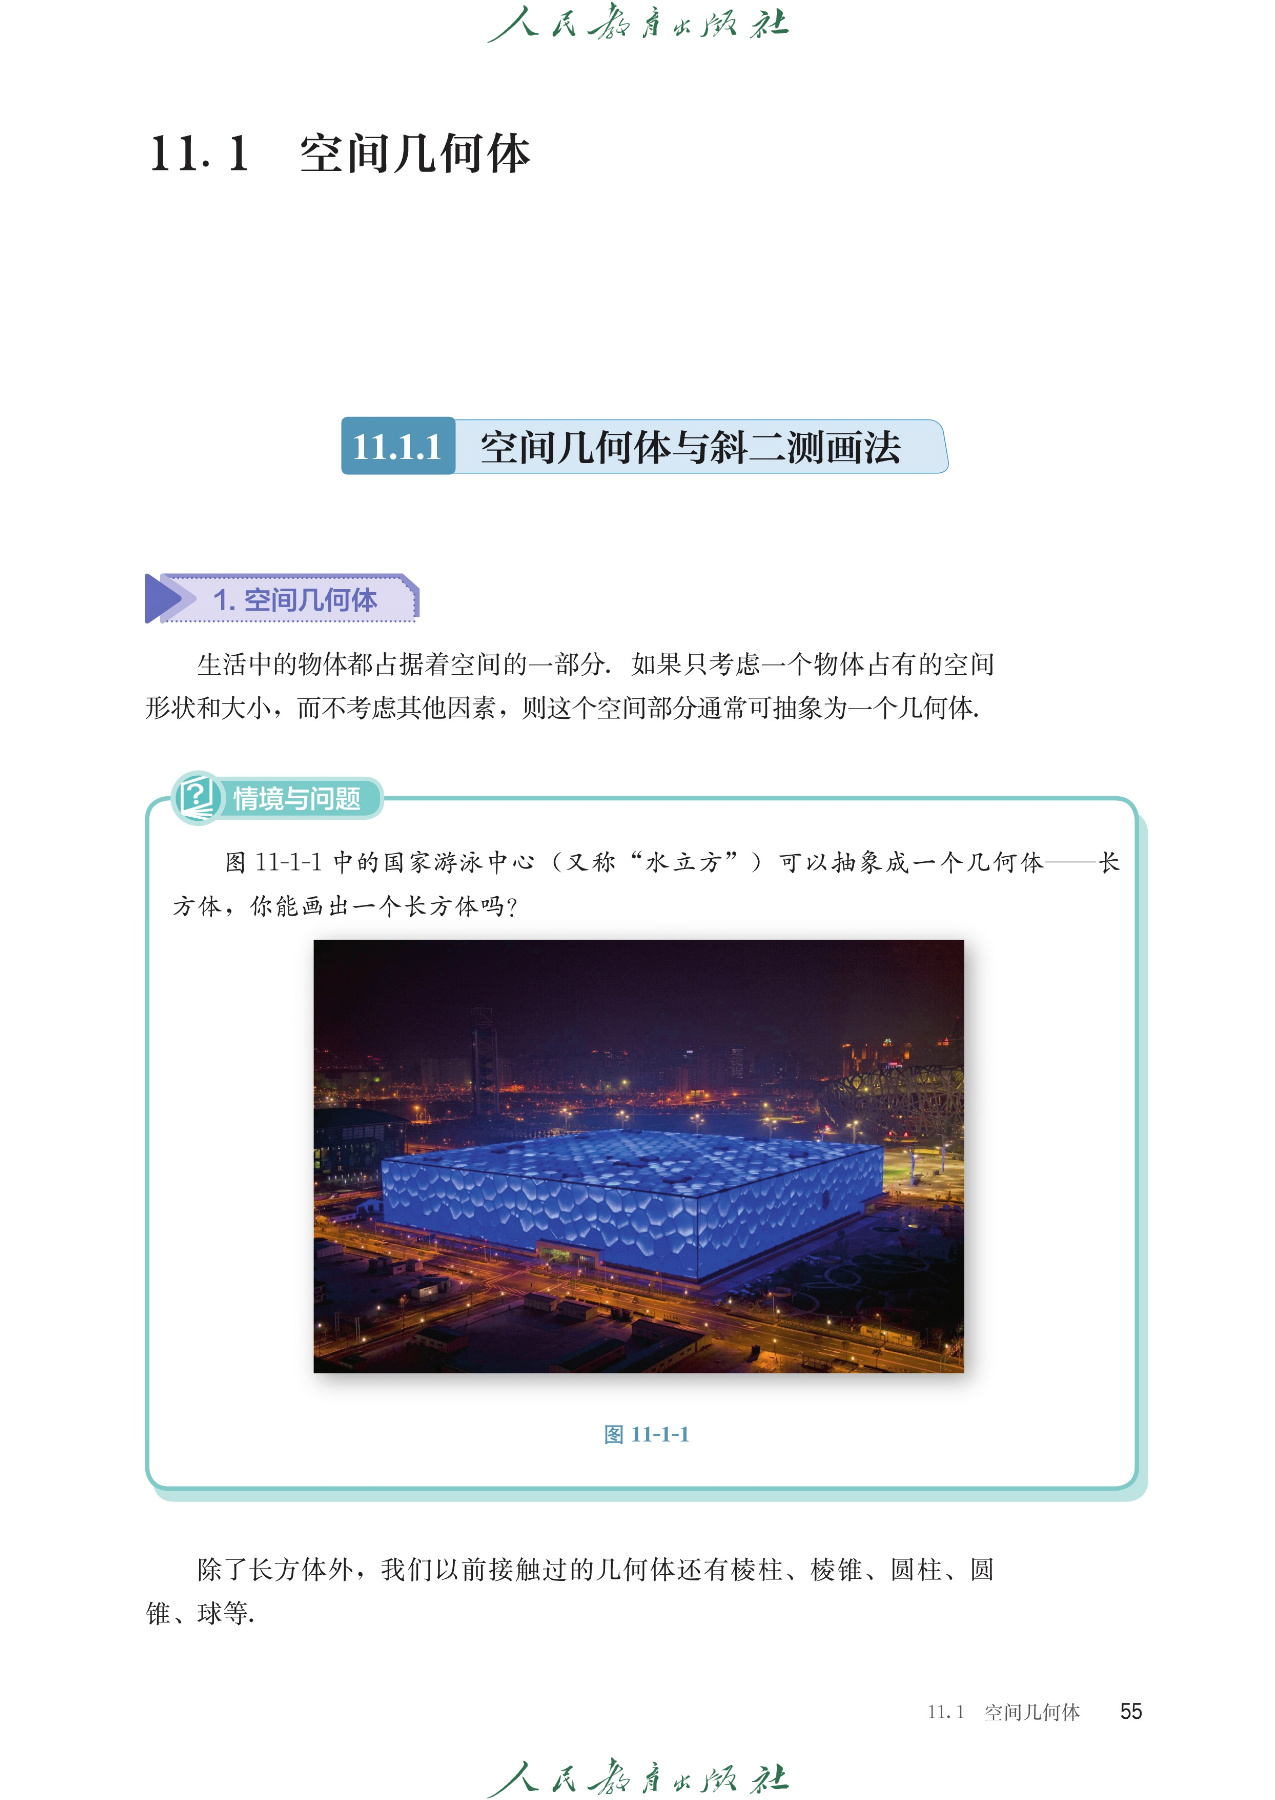 人民教育出版社
11.1 空间几何体
11.1.1 空间几何体与斜二测画法
1. 空间几何体
生活中的物体都占据着空间的一部分. 如果只考虑一个物体占有的空间
形状和大小，而不考虑其他因素，则这个空间部分通常可抽象为一个几何体.
? 情境与问题
图 11-1-1 中的国家游泳中心（又称“水立方”）可以抽象成一个几何体——长
方体，你能画出一个长方体吗?
图 11-1-1
除了长方体外，我们以前接触过的几何体还有棱柱、棱锥、圆柱、圆
锥、球等.
11.1 空间几何体 55
人民教育出版社